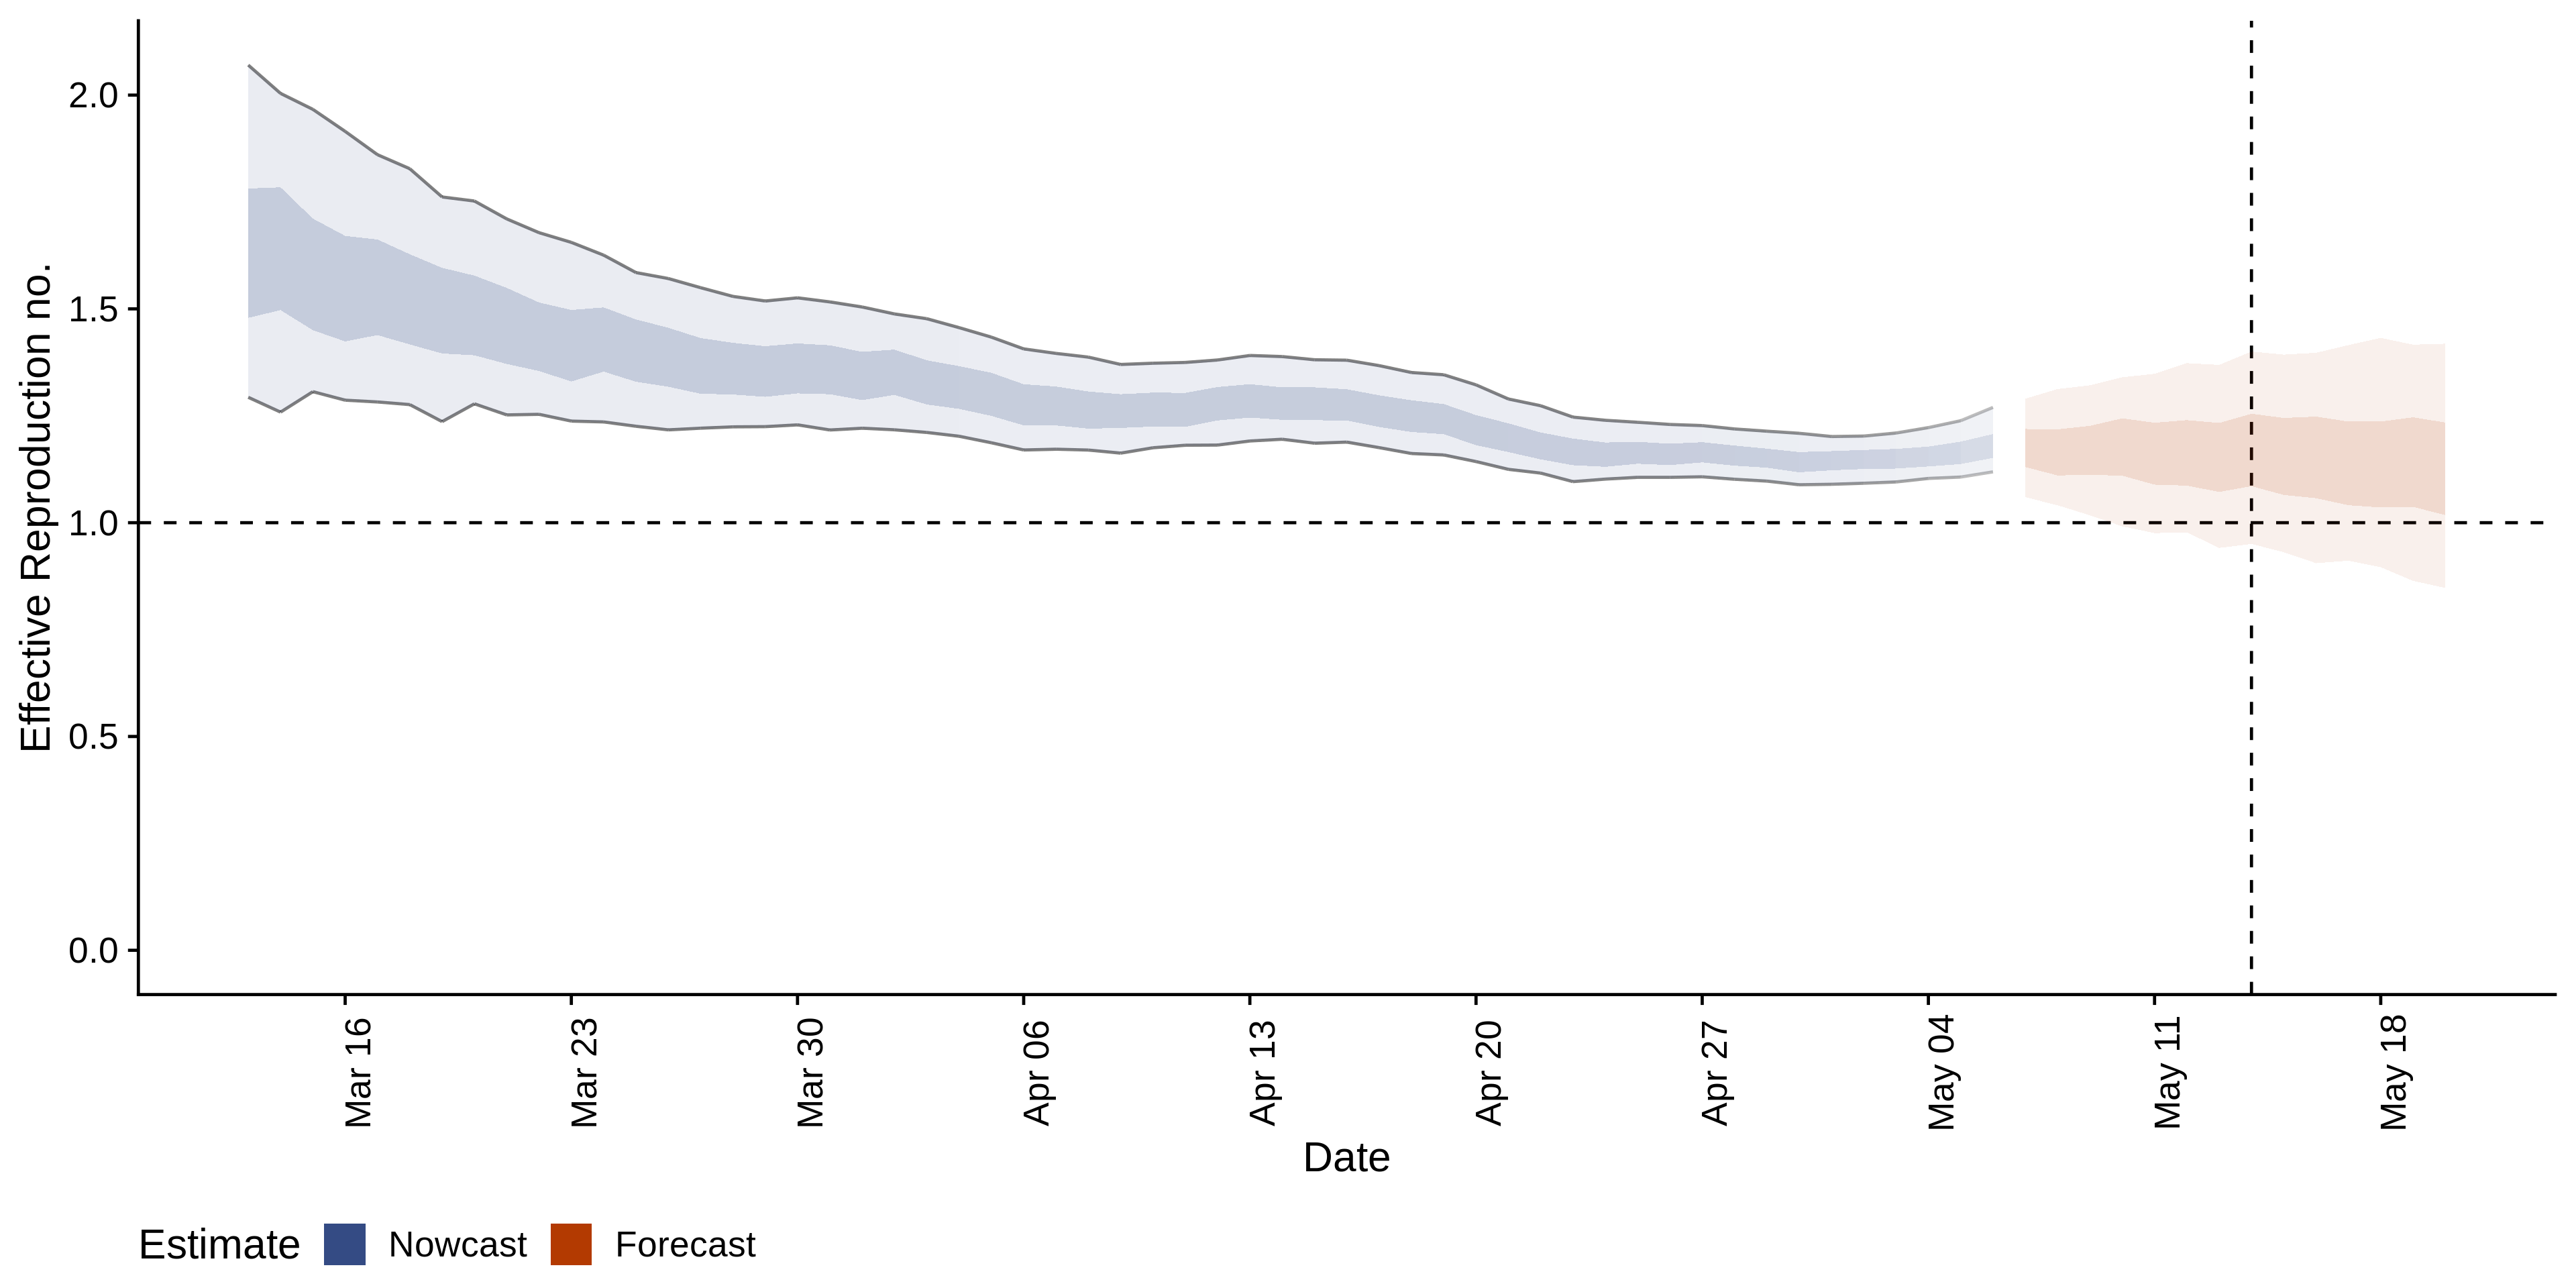 Effective Reproduction no.
2.0
1.5
1.0
0.5
0.0
Mar 16
Mar 23
Mar 30
Apr 06
Apr 13
Apr 20
Apr 27
May 04
May 11
May 18
Date
Estimate Nowcast Forecast